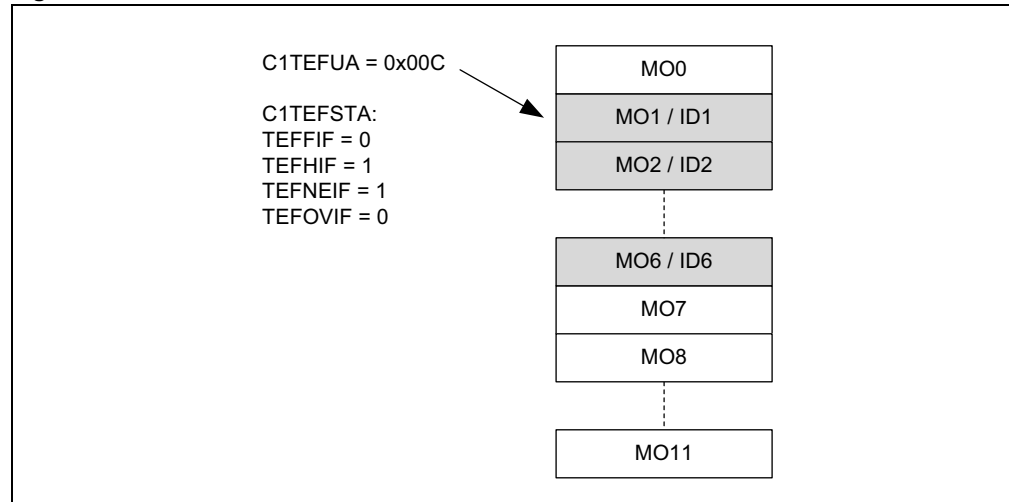 C1TEFUA = 0x00C
C1TEFSTA:
TEFFIF = 0
TEFHIF = 1
TEFNEIF = 1
TEFOVIF = 0
MO0
MO1 / ID1
MO2 / ID2
MO6 / ID6
MO7
MO8
MO11